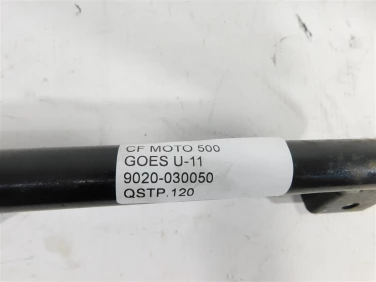 CF MOTO 500
GOES U-11
9020-030050
QSTP.120